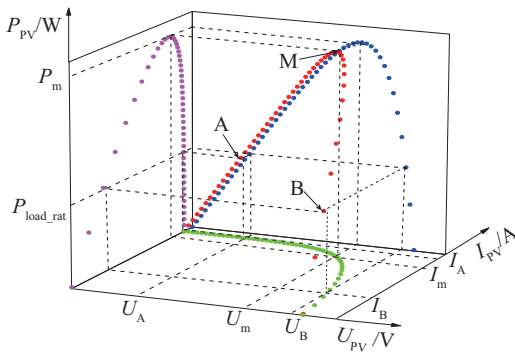 P_PV/W
P_m
M
A
B
P_load_rat
I_PV/A
I_A
I_m
I_B
U_A
U_m
U_B
U_PV /V